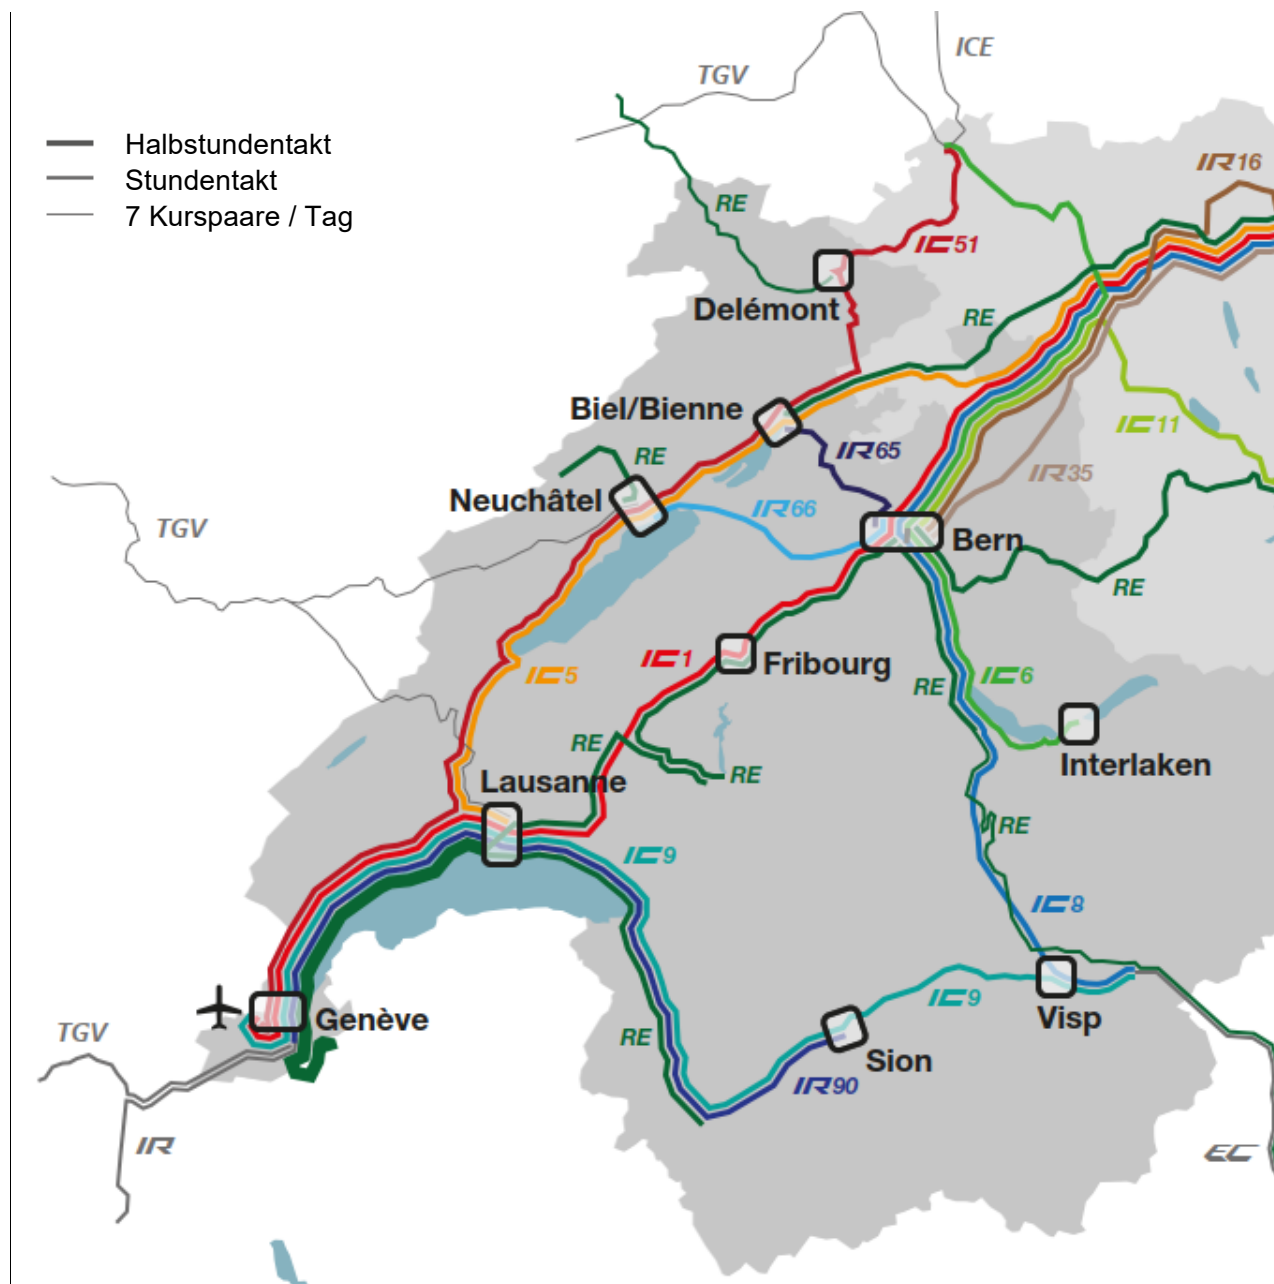 ICE
TGV
Halbstundentakt
Stundentakt
7 Kurspaare / Tag
IR16
RE
IC51
Delémont
RE
Biel/Bienne
IC11
RE
IR65
IR35
Neuchâtel
IR66
TGV
Bern
RE
IC1
Fribourg
IC5
IC6
RE
RE
Interlaken
RE
Lausanne
RE
IC9
IC8
IC9
Genève
Visp
TGV
RE
Sion
IR90
IR
EC